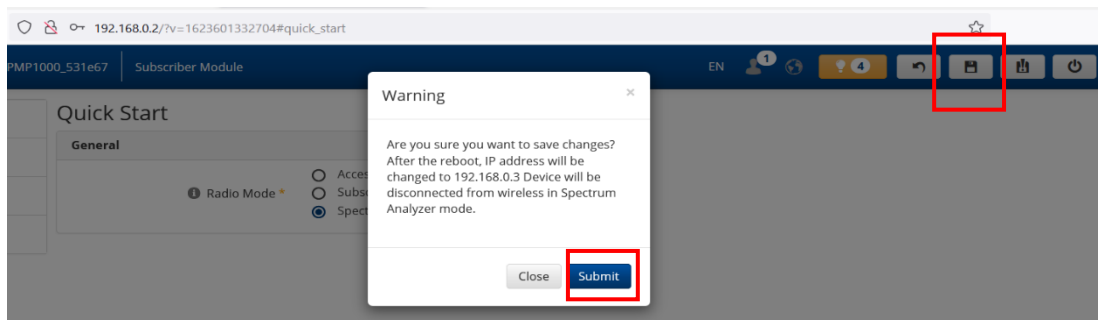 192.168.0.2/?v=1623601332704#quick_start
PMP1000_531e67 Subscriber Module EN 1 4
Quick Start
General
Radio Mode *
Acces
Subsc
Spect
Warning ×
Are you sure you want to save changes?
After the reboot, IP address will be
changed to 192.168.0.3 Device will be
disconnected from wireless in Spectrum
Analyzer mode.
Close Submit